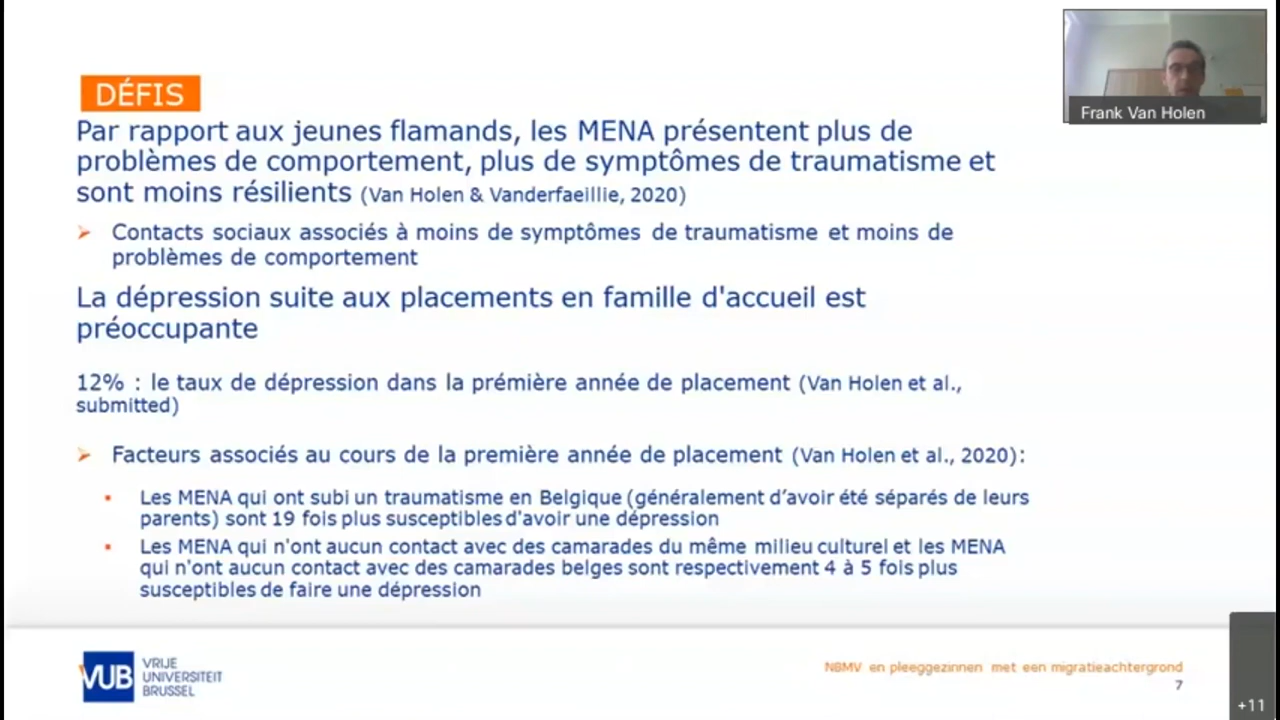 DÉFIS
Par rapport aux jeunes flamands, les MENA présentent plus de
problèmes de comportement, plus de symptômes de traumatisme et
sont moins résilients (Van Holen & Vanderfaeillie, 2020)
Contacts sociaux associés à moins de symptômes de traumatisme et moins de
problèmes de comportement
La dépression suite aux placements en famille d'accueil est
préoccupante
12% : le taux de dépression dans la prémière année de placement (Van Holen et al.,
submitted)
Facteurs associés au cours de la première année de placement (Van Holen et al., 2020):
Les MENA qui ont subi un traumatisme en Belgique (généralement d’avoir été séparés de leurs
parents) sont 19 fois plus susceptibles d'avoir une dépression
Les MENA qui n'ont aucun contact avec des camarades du même milieu culturel et les MENA
qui n'ont aucun contact avec des camarades belges sont respectivement 4 à 5 fois plus
susceptibles de faire une dépression
Frank Van Holen
VUB
VRIJE
UNIVERSITEIT
BRUSSEL
NBMV en pleeggezinnen met een migratieachtergrond
7
+11